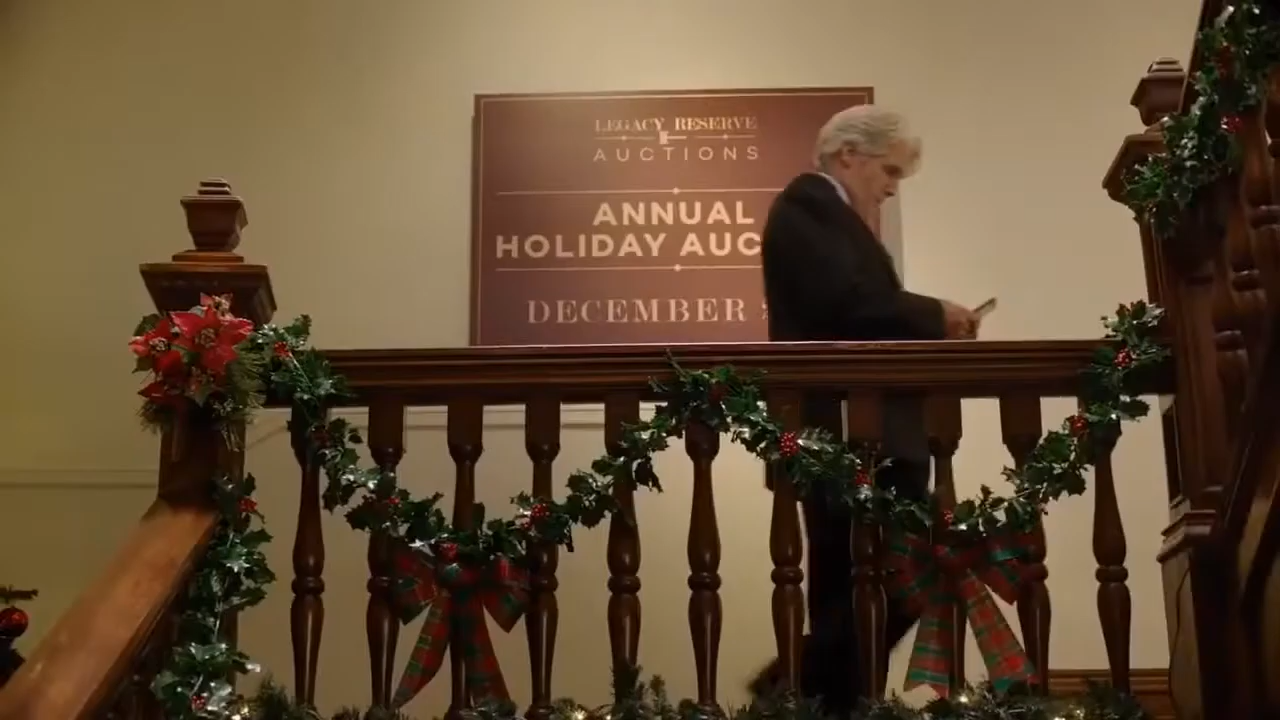 LEGACY RESERVE
AUCTIONS
ANNUAL
HOLIDAY AUC
DECEMBER